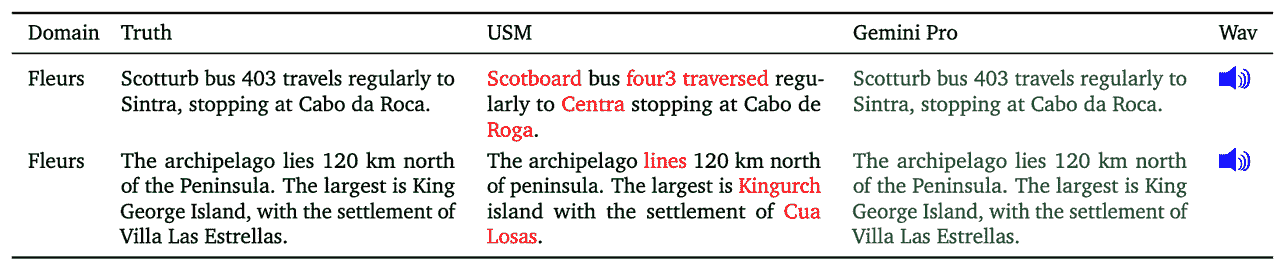 Domain Truth USM Gemini Pro Wav
Fleurs Scotturb bus 403 travels regularly to Scotboard bus four3 traversed regu- Scotturb bus 403 travels regularly to
Sintra, stopping at Cabo da Roca. larly to Centra stopping at Cabo de Sintra, stopping at Cabo da Roca.
Roga.
Fleurs The archipelago lies 120 km north The archipelago lines 120 km north The archipelago lies 120 km north
of the Peninsula. The largest is King of peninsula. The largest is Kingurch of the Peninsula. The largest is King
George Island, with the settlement of island with the settlement of Cua George Island, with the settlement of
Villa Las Estrellas. Losas. Villa Las Estrellas.